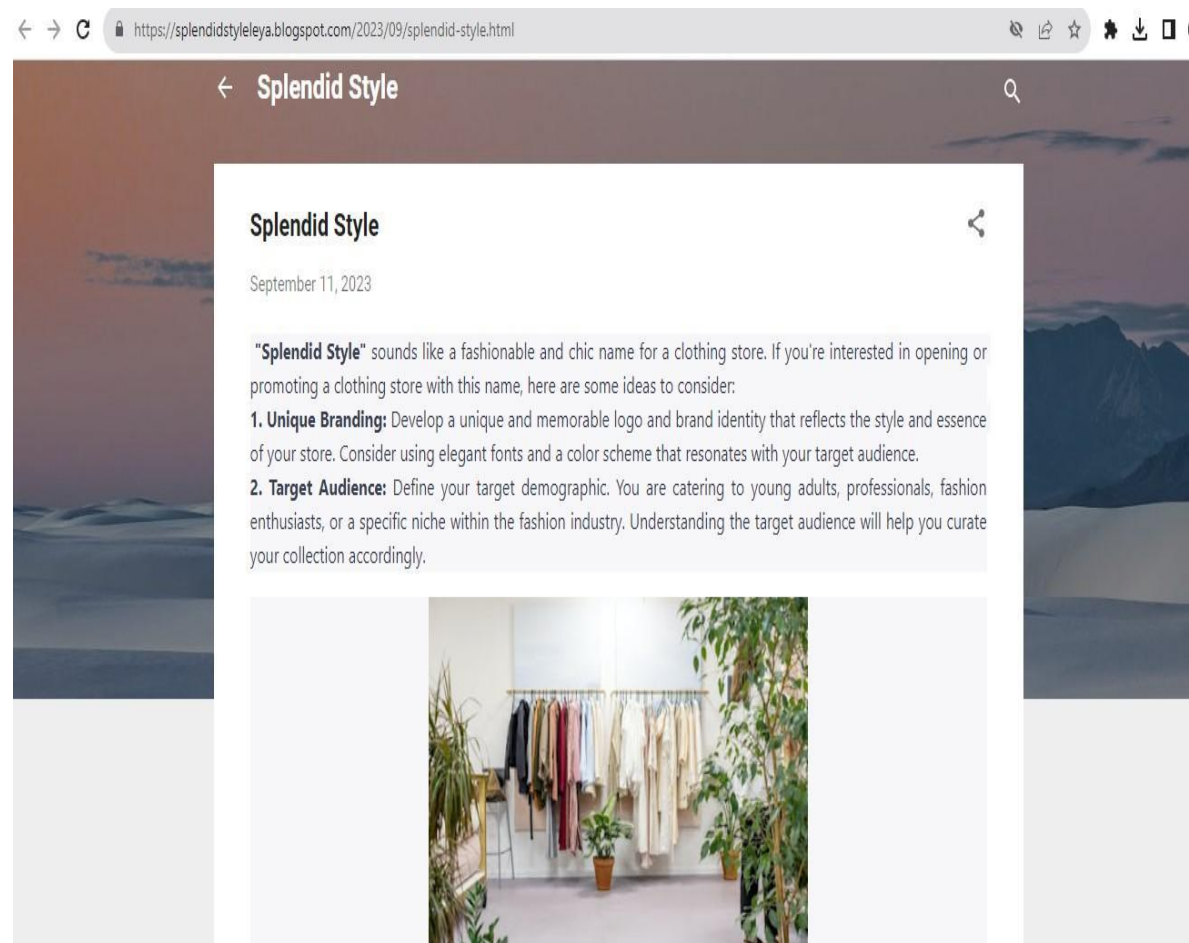 https://splendidstyleleya.blogspot.com/2023/09/splendid-style.html
Splendid Style
Splendid Style
September 11, 2023
"Splendid Style" sounds like a fashionable and chic name for a clothing store. If you're interested in opening or
promoting a clothing store with this name, here are some ideas to consider:
1. Unique Branding: Develop a unique and memorable logo and brand identity that reflects the style and essence
of your store. Consider using elegant fonts and a color scheme that resonates with your target audience.
2. Target Audience: Define your target demographic. You are catering to young adults, professionals, fashion
enthusiasts, or a specific niche within the fashion industry. Understanding the target audience will help you curate
your collection accordingly.